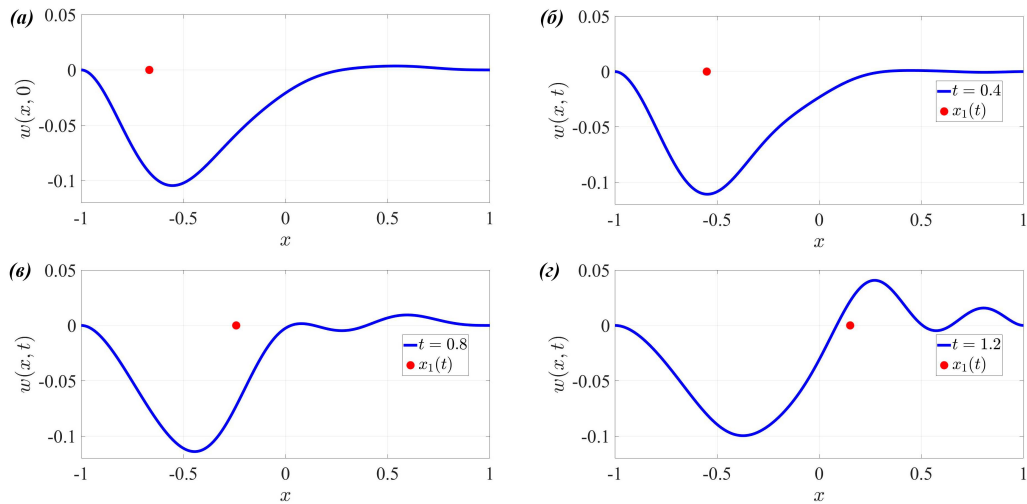 (а)
0.05
0
-0.05
-0.1
w(x, 0)
-1
-0.5
0
0.5
1
x
(б)
0.05
0
-0.05
-0.1
w(x, t)
t = 0.4
x₁(t)
-1
-0.5
0
0.5
1
x
(в)
0.05
0
-0.05
-0.1
w(x, t)
t = 0.8
x₁(t)
-1
-0.5
0
0.5
1
x
(г)
0.05
0
-0.05
-0.1
w(x, t)
t = 1.2
x₁(t)
-1
-0.5
0
0.5
1
x